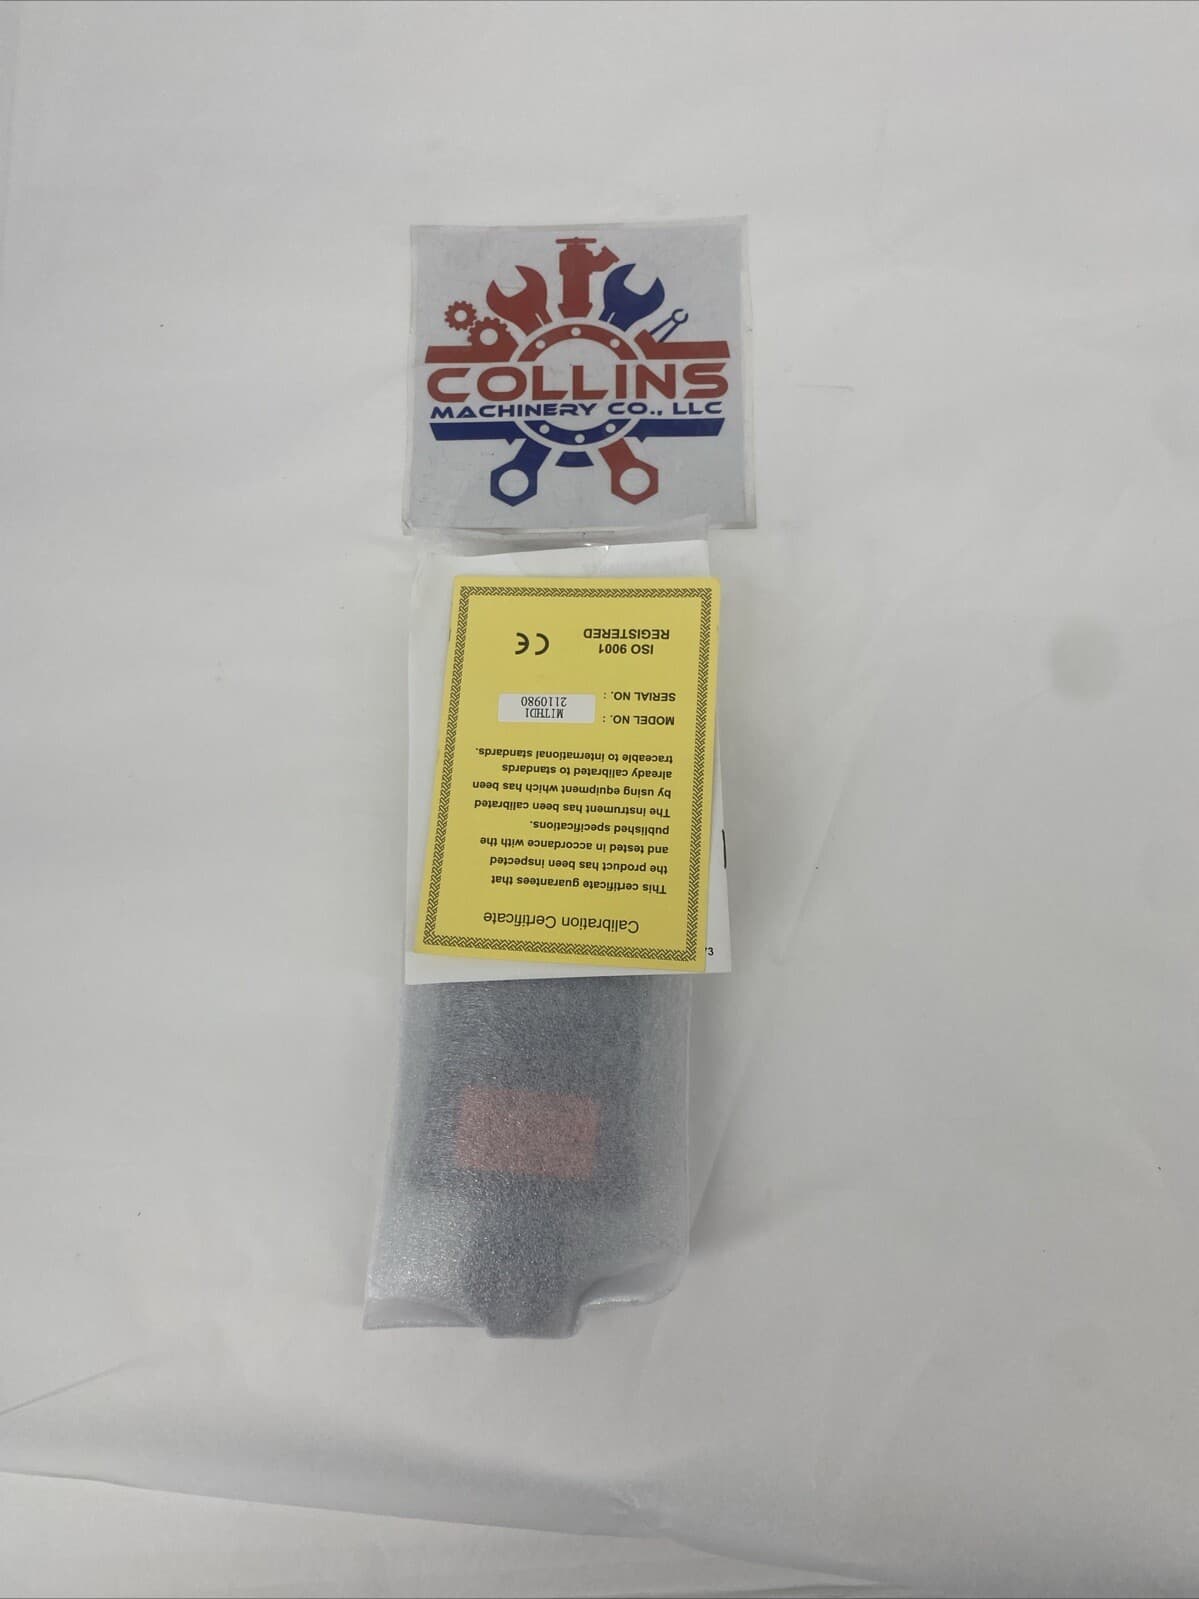 COLLINS
MACHINERY CO., LLC
Calibration Certificate
This certificate guarantees that
the product has been inspected
and tested in accordance with the
published specifications.
The instrument has been calibrated
by using equipment which has been
already calibrated to standards
traceable to international standards.
MODEL NO. : MITHD1
SERIAL NO. : 2110980
ISO 9001
REGISTERED
CE